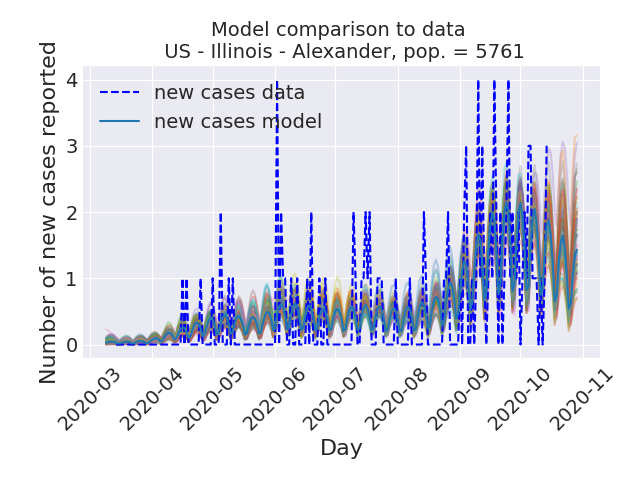 Model comparison to data
US - Illinois - Alexander, pop. = 5761
Number of new cases reported
4
3
2
1
0
new cases data
new cases model
2020-03
2020-04
2020-05
2020-06
2020-07
2020-08
2020-09
2020-10
2020-11
Day